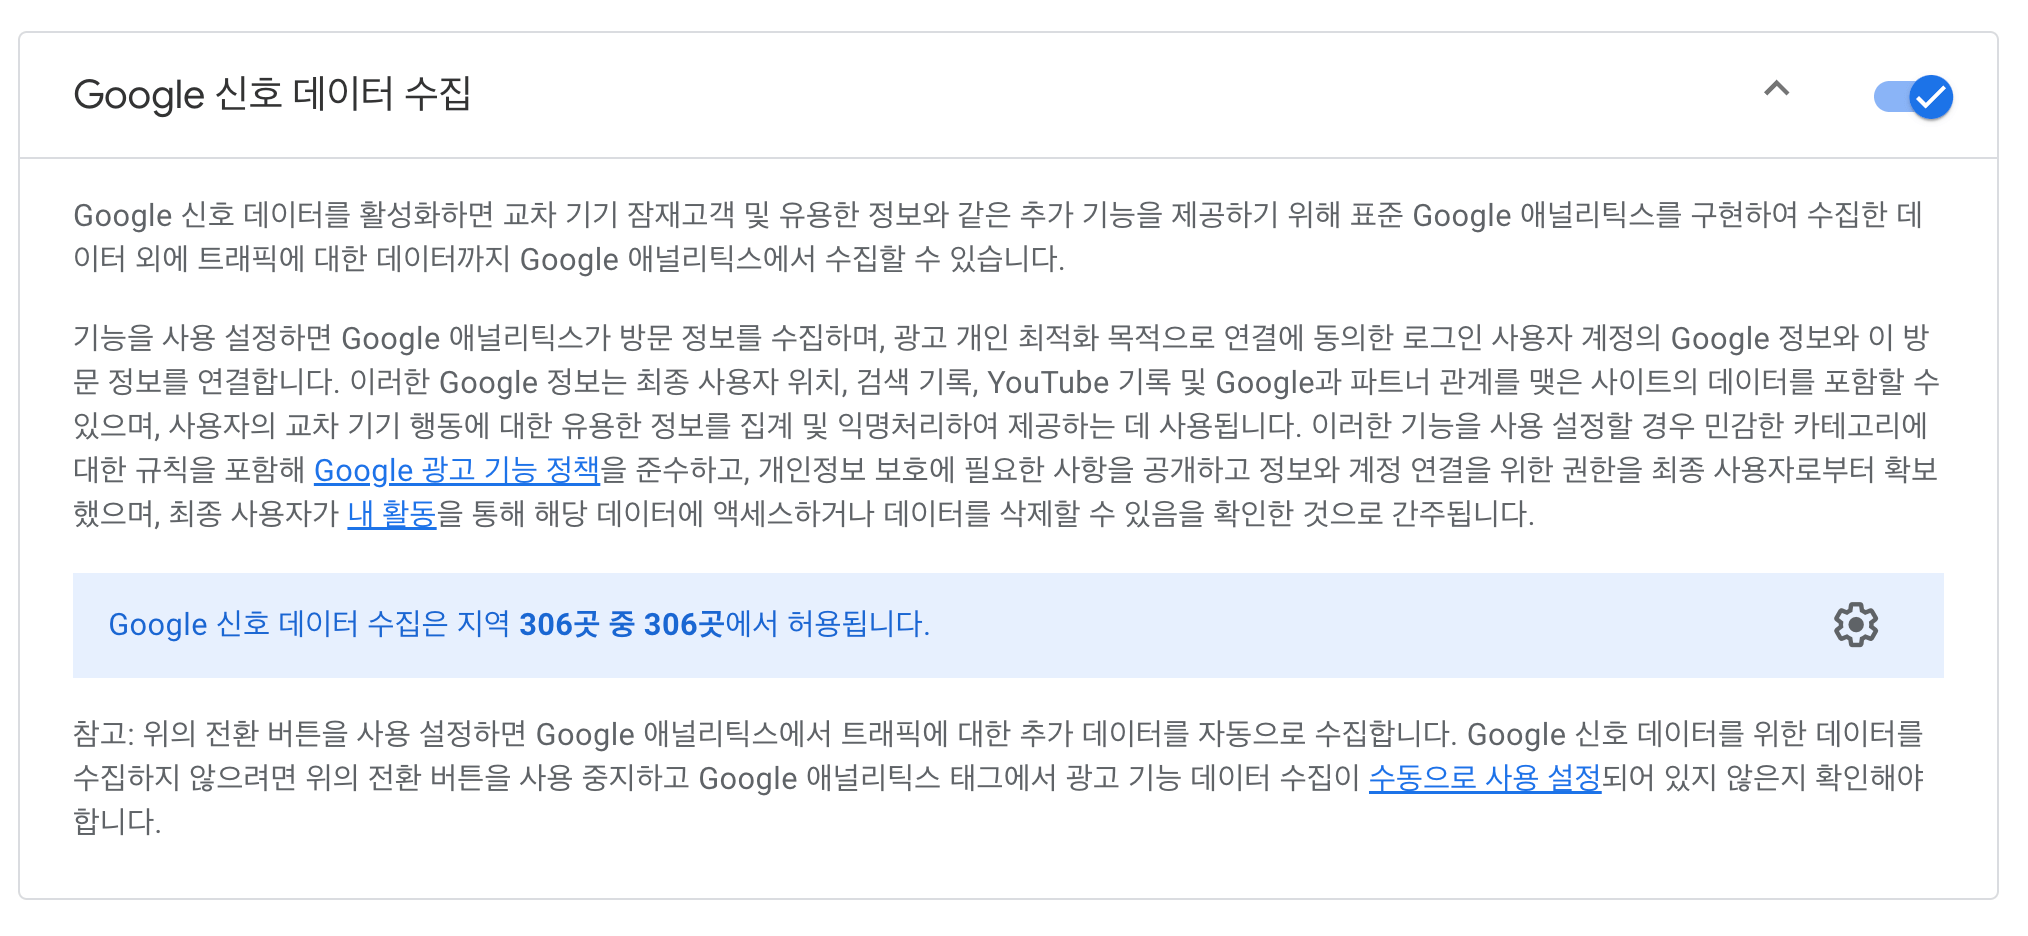 Google 신호 데이터 수집
Google 신호 데이터를 활성화하면 교차 기기 잠재고객 및 유용한 정보와 같은 추가 기능을 제공하기 위해 표준 Google 애널리틱스를 구현하여 수집한 데
이터 외에 트래픽에 대한 데이터까지 Google 애널리틱스에서 수집할 수 있습니다.
기능을 사용 설정하면 Google 애널리틱스가 방문 정보를 수집하며, 광고 개인 최적화 목적으로 연결에 동의한 로그인 사용자 계정의 Google 정보와 이 방
문 정보를 연결합니다. 이러한 Google 정보는 최종 사용자 위치, 검색 기록, YouTube 기록 및 Google과 파트너 관계를 맺은 사이트의 데이터를 포함할 수
있으며, 사용자의 교차 기기 행동에 대한 유용한 정보를 집계 및 익명처리하여 제공하는 데 사용됩니다. 이러한 기능을 사용 설정할 경우 민감한 카테고리에
대한 규칙을 포함해 Google 광고 기능 정책을 준수하고, 개인정보 보호에 필요한 사항을 공개하고 정보와 계정 연결을 위한 권한을 최종 사용자로부터 확보
했으며, 최종 사용자가 내 활동을 통해 해당 데이터에 액세스하거나 데이터를 삭제할 수 있음을 확인한 것으로 간주됩니다.
Google 신호 데이터 수집은 지역 306곳 중 306곳에서 허용됩니다.
참고: 위의 전환 버튼을 사용 설정하면 Google 애널리틱스에서 트래픽에 대한 추가 데이터를 자동으로 수집합니다. Google 신호 데이터를 위한 데이터를
수집하지 않으려면 위의 전환 버튼을 사용 중지하고 Google 애널리틱스 태그에서 광고 기능 데이터 수집이 수동으로 사용 설정되어 있지 않은지 확인해야
합니다.